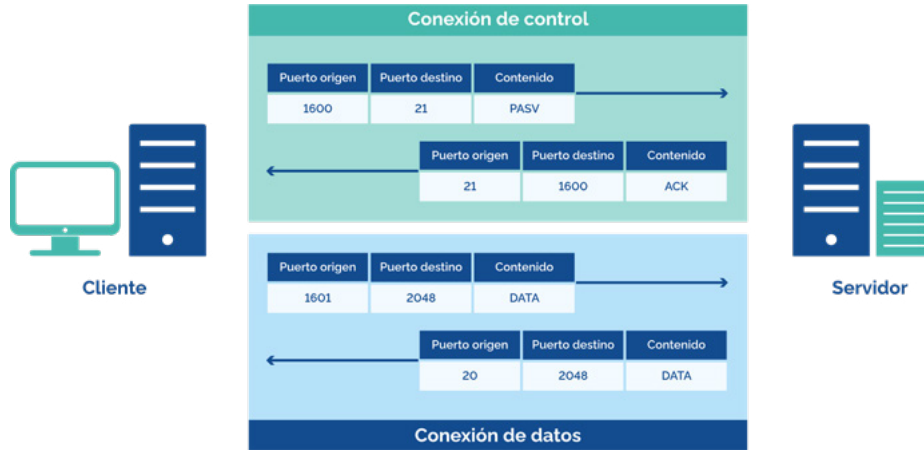 Conexión de control
Puerto origen Puerto destino Contenido
1600 21 PASV
Puerto origen Puerto destino Contenido
21 1600 ACK
Cliente
Servidor
Puerto origen Puerto destino Contenido
1601 2048 DATA
Puerto origen Puerto destino Contenido
20 2048 DATA
Conexión de datos